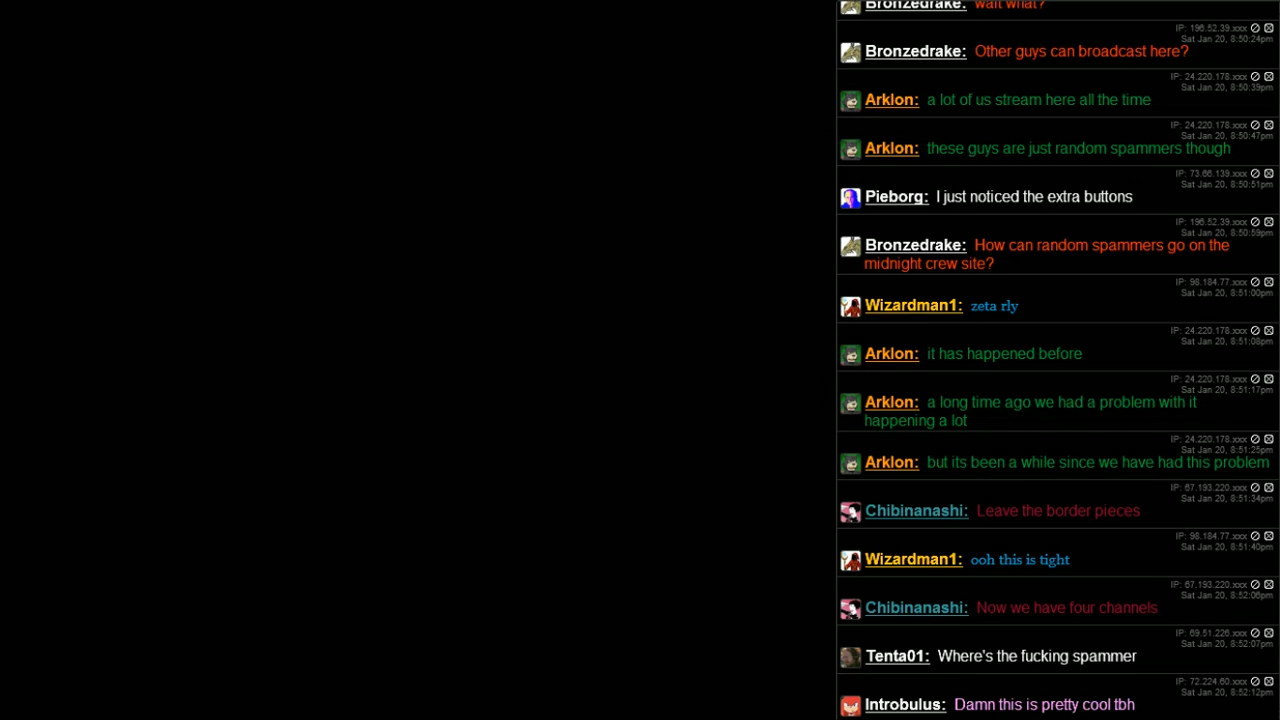 Bronzedrake: wait what?
IP: 196.52.39.xxx
Sat Jan 20, 8:50:24pm
Bronzedrake: Other guys can broadcast here?
IP: 24.220.178.xxx
Sat Jan 20, 8:50:39pm
Arklon: a lot of us stream here all the time
IP: 24.220.178.xxx
Sat Jan 20, 8:50:47pm
Arklon: these guys are just random spammers though
IP: 73.66.139.xxx
Sat Jan 20, 8:50:51pm
Pieborg: I just noticed the extra buttons
IP: 196.52.39.xxx
Sat Jan 20, 8:50:59pm
Bronzedrake: How can random spammers go on the
midnight crew site?
IP: 98.184.77.xxx
Sat Jan 20, 8:51:00pm
Wizardman1: zeta rly
IP: 24.220.178.xxx
Sat Jan 20, 8:51:08pm
Arklon: it has happened before
IP: 24.220.178.xxx
Sat Jan 20, 8:51:17pm
Arklon: a long time ago we had a problem with it
happening a lot
IP: 24.220.178.xxx
Sat Jan 20, 8:51:25pm
Arklon: but its been a while since we have had this problem
IP: 67.193.220.xxx
Sat Jan 20, 8:51:34pm
Chibinanashi: Leave the border pieces
IP: 98.184.77.xxx
Sat Jan 20, 8:51:40pm
Wizardman1: ooh this is tight
IP: 67.193.220.xxx
Sat Jan 20, 8:52:06pm
Chibinanashi: Now we have four channels
IP: 69.51.226.xxx
Sat Jan 20, 8:52:07pm
Tenta01: Where's the fucking spammer
IP: 72.224.60.xxx
Sat Jan 20, 8:52:12pm
Introbulus: Damn this is pretty cool tbh